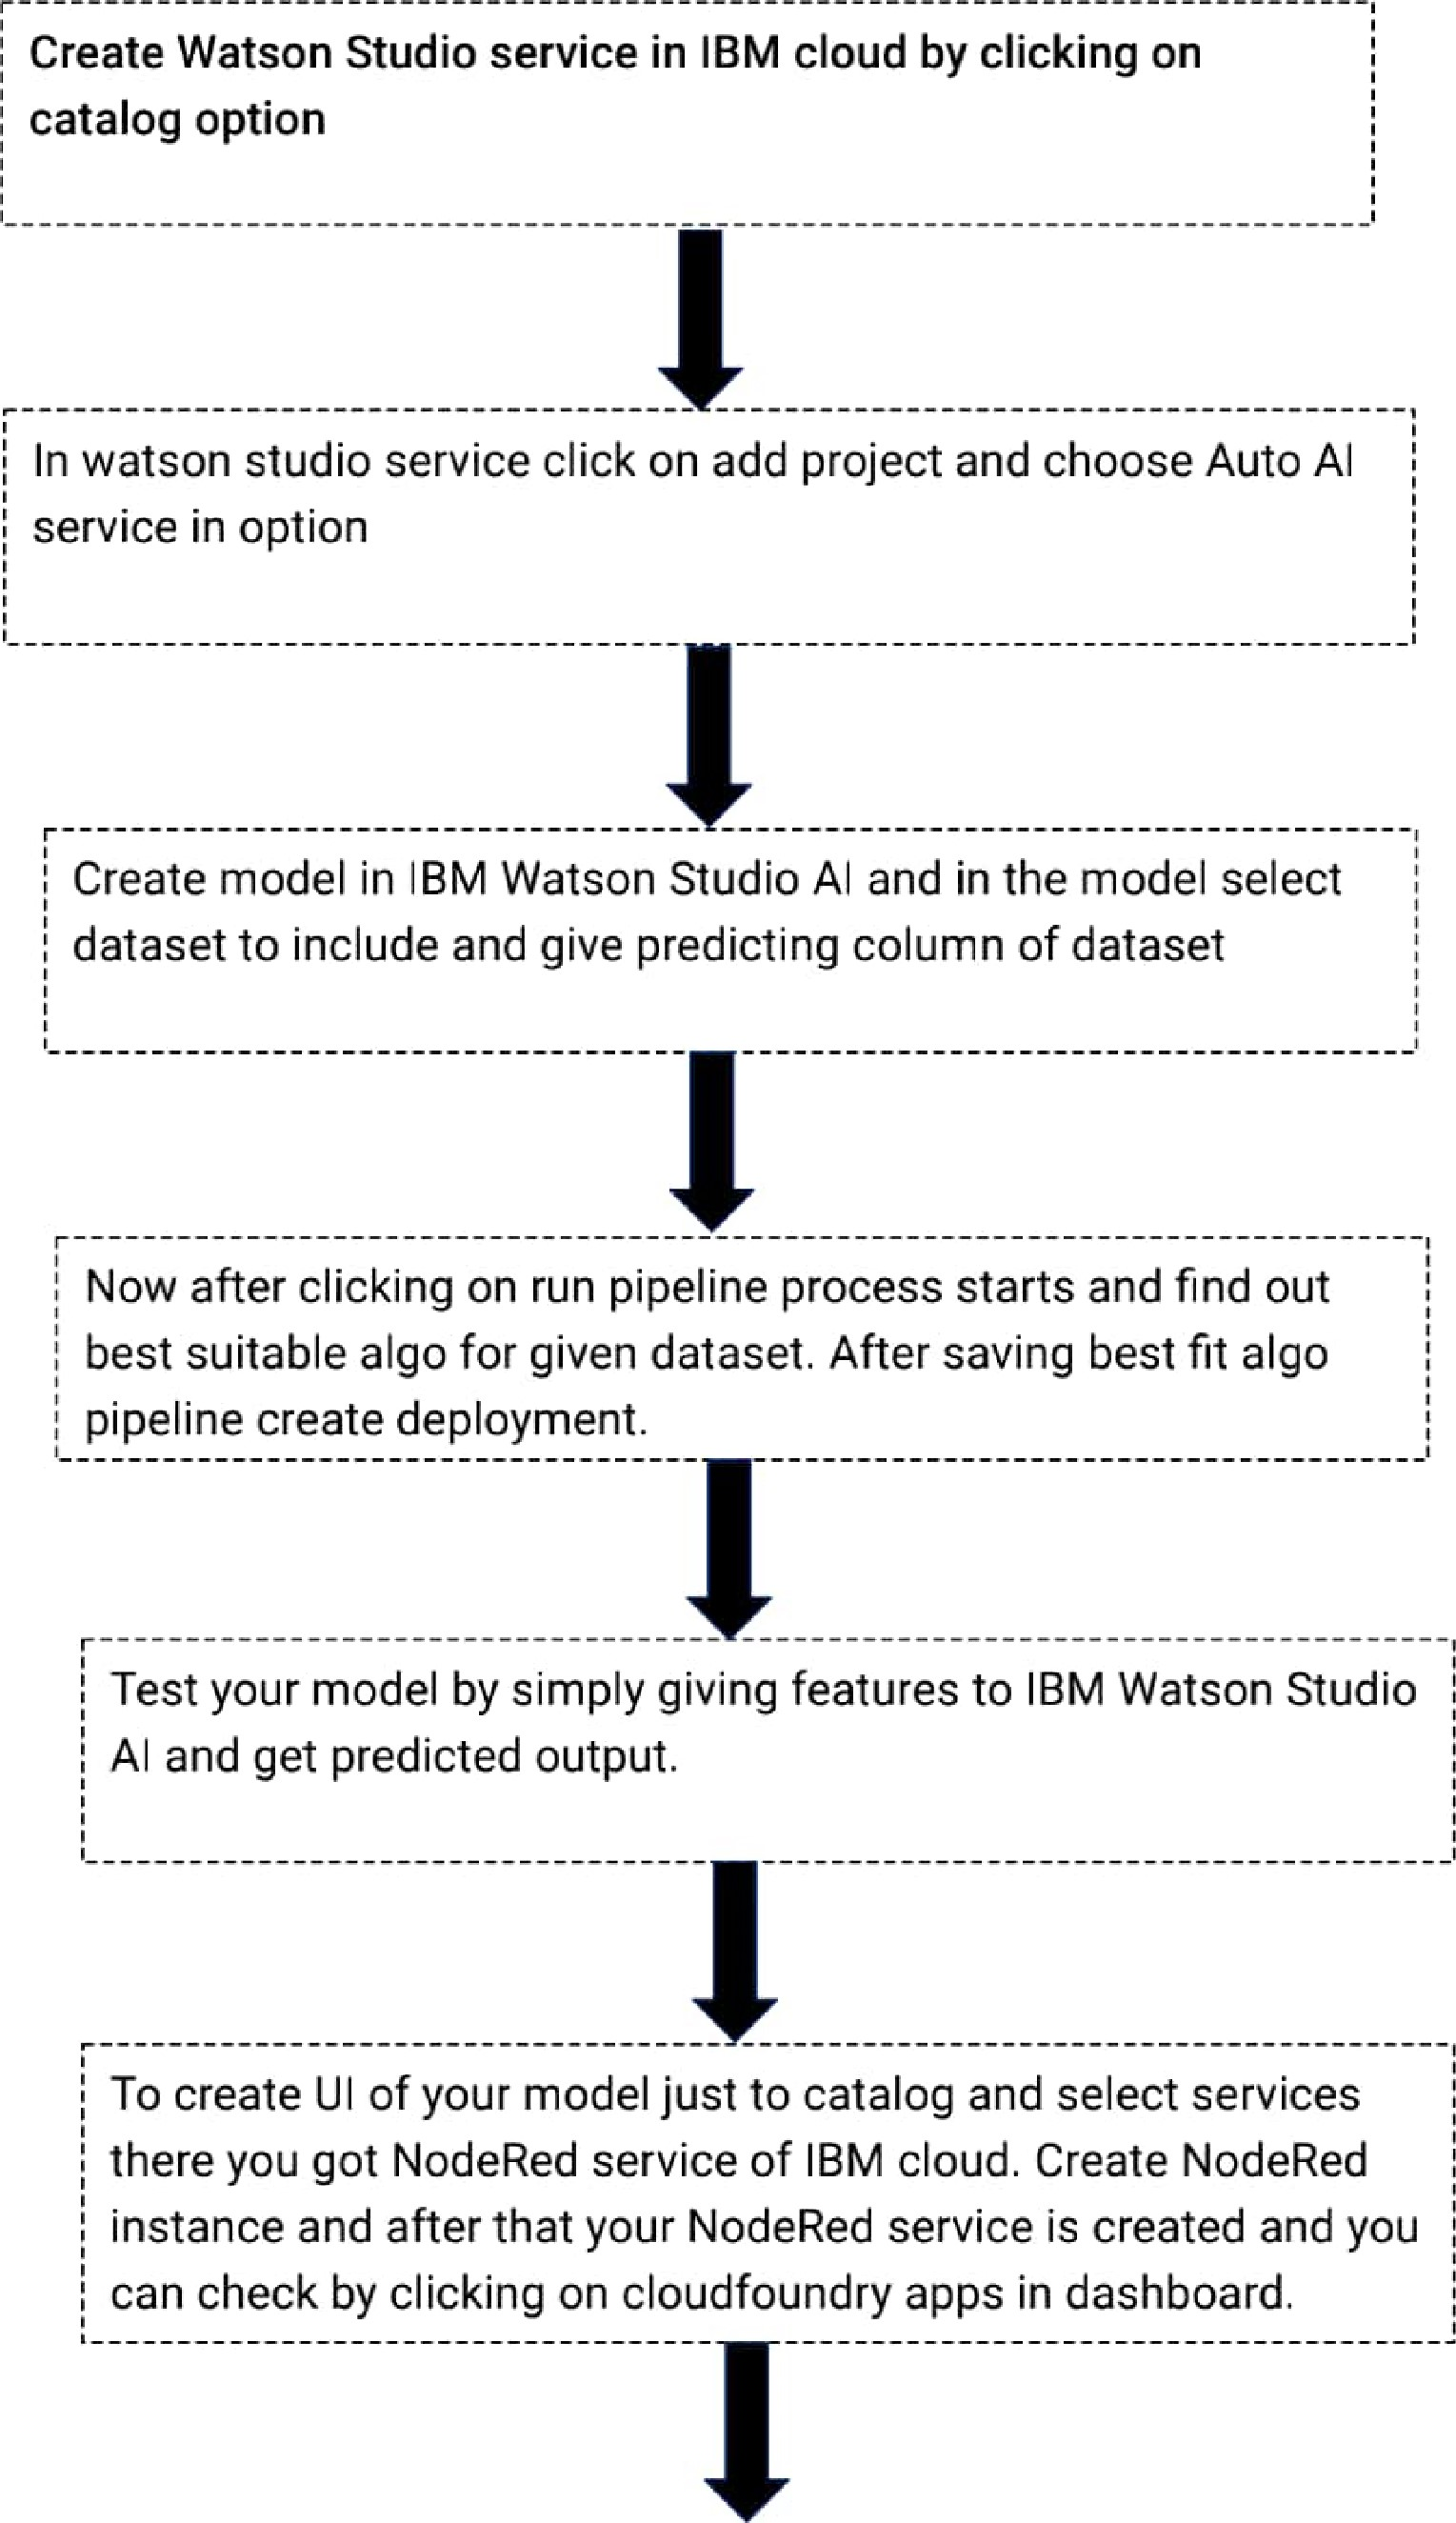 Create Watson Studio service in IBM cloud by clicking on
catalog option
In watson studio service click on add project and choose Auto AI
service in option
Create model in IBM Watson Studio AI and in the model select
dataset to include and give predicting column of dataset
Now after clicking on run pipeline process starts and find out
best suitable algo for given dataset. After saving best fit algo
pipeline create deployment.
Test your model by simply giving features to IBM Watson Studio
AI and get predicted output.
To create UI of your model just to catalog and select services
there you got NodeRed service of IBM cloud. Create NodeRed
instance and after that your NodeRed service is created and you
can check by clicking on cloudfoundry apps in dashboard.